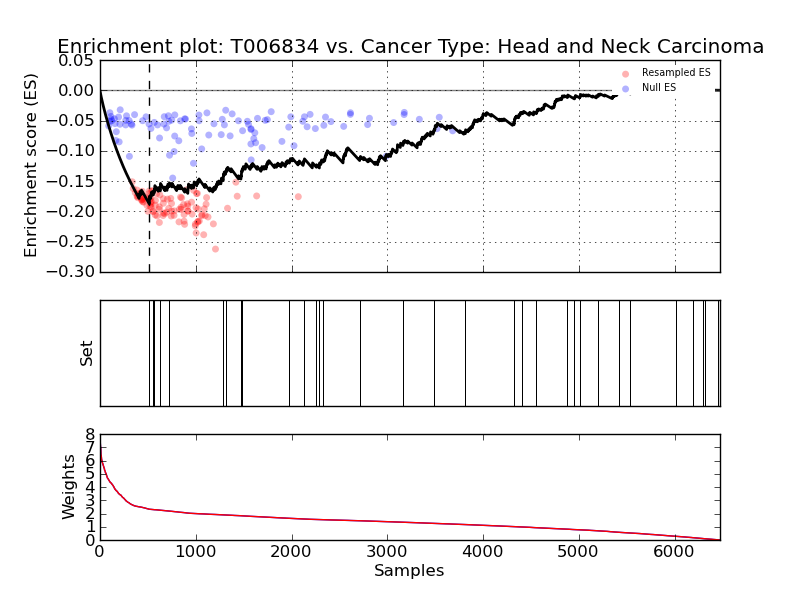 Enrichment plot: T006834 vs. Cancer Type: Head and Neck Carcinoma
0.05
0.00
−0.05
−0.10
−0.15
−0.20
−0.25
−0.30
Enrichment score (ES)
Resampled ES
Null ES
Set
8
7
6
5
4
3
2
1
0
Weights
0 1000 2000 3000 4000 5000 6000
Samples